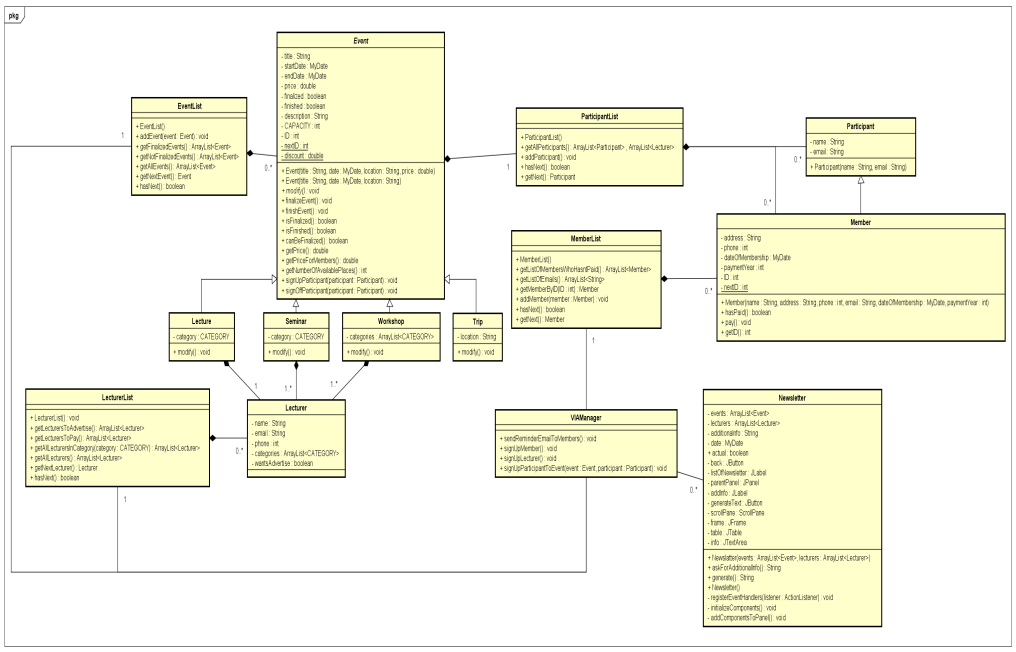 pkg
Event
- title : String
- startDate : MyDate
- endDate : MyDate
- price : double
- finalized : boolean
- finished : boolean
- description : String
- CAPACITY : int
- ID : int
- nextID : int
- discount : double
+ Event(title : String, date : MyDate, location : String, price : double)
+ Event(title : String, date : MyDate, location : String)
+ modify() : void
+ finalizeEvent() : void
+ finishEvent() : void
+ isFinalized() : boolean
+ isFinished() : boolean
+ canBeFinalized() : boolean
+ getPrice() : double
+ getPriceForMembers() : double
+ getNumberOfAvailablePlaces() : int
+ signUpParticipant(participant : Participant) : void
+ signOffParticipant(participant : Participant) : void
EventList
+ EventList()
+ addEvent(event : Event) : void
+ getFinalizedEvents() : ArrayList<Event>
+ getNotFinalizedEvents() : ArrayList<Event>
+ getAllEvents() : ArrayList<Event>
+ getNextEvent() : Event
+ hasNext() : boolean
1
0..*
ParticipantList
+ ParticipantList()
+ getAllParticipants() : ArrayList<Participant>, ArrayList<Lecturer>
+ addParticipant() : void
+ hasNext() : boolean
+ getNext() : Participant
1
0..*
0..*
Participant
- name : String
- email : String
+ Participant(name : String, email : String)
Member
- address : String
- phone : int
- dateOfMembership : MyDate
- paymentYear : int
- ID : int
- nextID : int
+ Member(name : String, address : String, phone : int, email : String, dateOfMembership : MyDate, paymentYear : int)
+ hasPaid() : boolean
+ pay() : void
+ getID() : int
MemberList
+ MemberList()
+ getListOfMembersWhoHasntPaid() : ArrayList<Member>
+ getListOfEmails() : ArrayList<String>
+ getMemberByID(ID : int) : Member
+ addMember(member : Member) : void
+ hasNext() : boolean
+ getNext() : Member
0..*
1
Lecture
- category : CATEGORY
+ modify() : void
Seminar
- category : CATEGORY
+ modify() : void
Workshop
- categories : ArrayList<CATEGORY>
+ modify() : void
Trip
- location : String
+ modify() : void
1
1..*
1..*
LecturerList
+ LecturerList() : void
+ getLecturersToAdvertise() : ArrayList<Lecturer>
+ getLecturersToPay() : ArrayList<Lecturer>
+ getAllLecturersInCategory(category : CATEGORY) : ArrayList<Lecturer>
+ getAllLecturers() : ArrayList<Lecturer>
+ getNextLecturer() : Lecturer
+ hasNext() : boolean
0..*
1
Lecturer
- name : String
- email : String
- phone : int
- categories : ArrayList<CATEGORY>
- wantsAdvertise : boolean
VIAManager
+ sendReminderEmailToMembers() : void
+ signUpMember() : void
+ signUpLecturer() : void
+ signUpParticipantToEvent(event : Event, participant : Participant) : void
0..*
Newsletter
- events : ArrayList<Event>
- lecturers : ArrayList<Lecturer>
- additionalInfo : String
- date : MyDate
+ actual : boolean
- back : JButton
- listOfNewsletter : JLabel
- parentPanel : JPanel
- addInfo : JLabel
- generateText : JButton
- scrollPane : ScrollPane
- frame : JFrame
- table : JTable
- info : JTextArea
+ Newsletter(events : ArrayList<Event>, lecturers : ArrayList<Lecturer>)
+ askForAdditionalInfo() : String
+ generate() : String
+ Newsletter()
- registerEventHandlers(listener : ActionListener) : void
- initializeComponents() : void
- addComponentsToPanel() : void